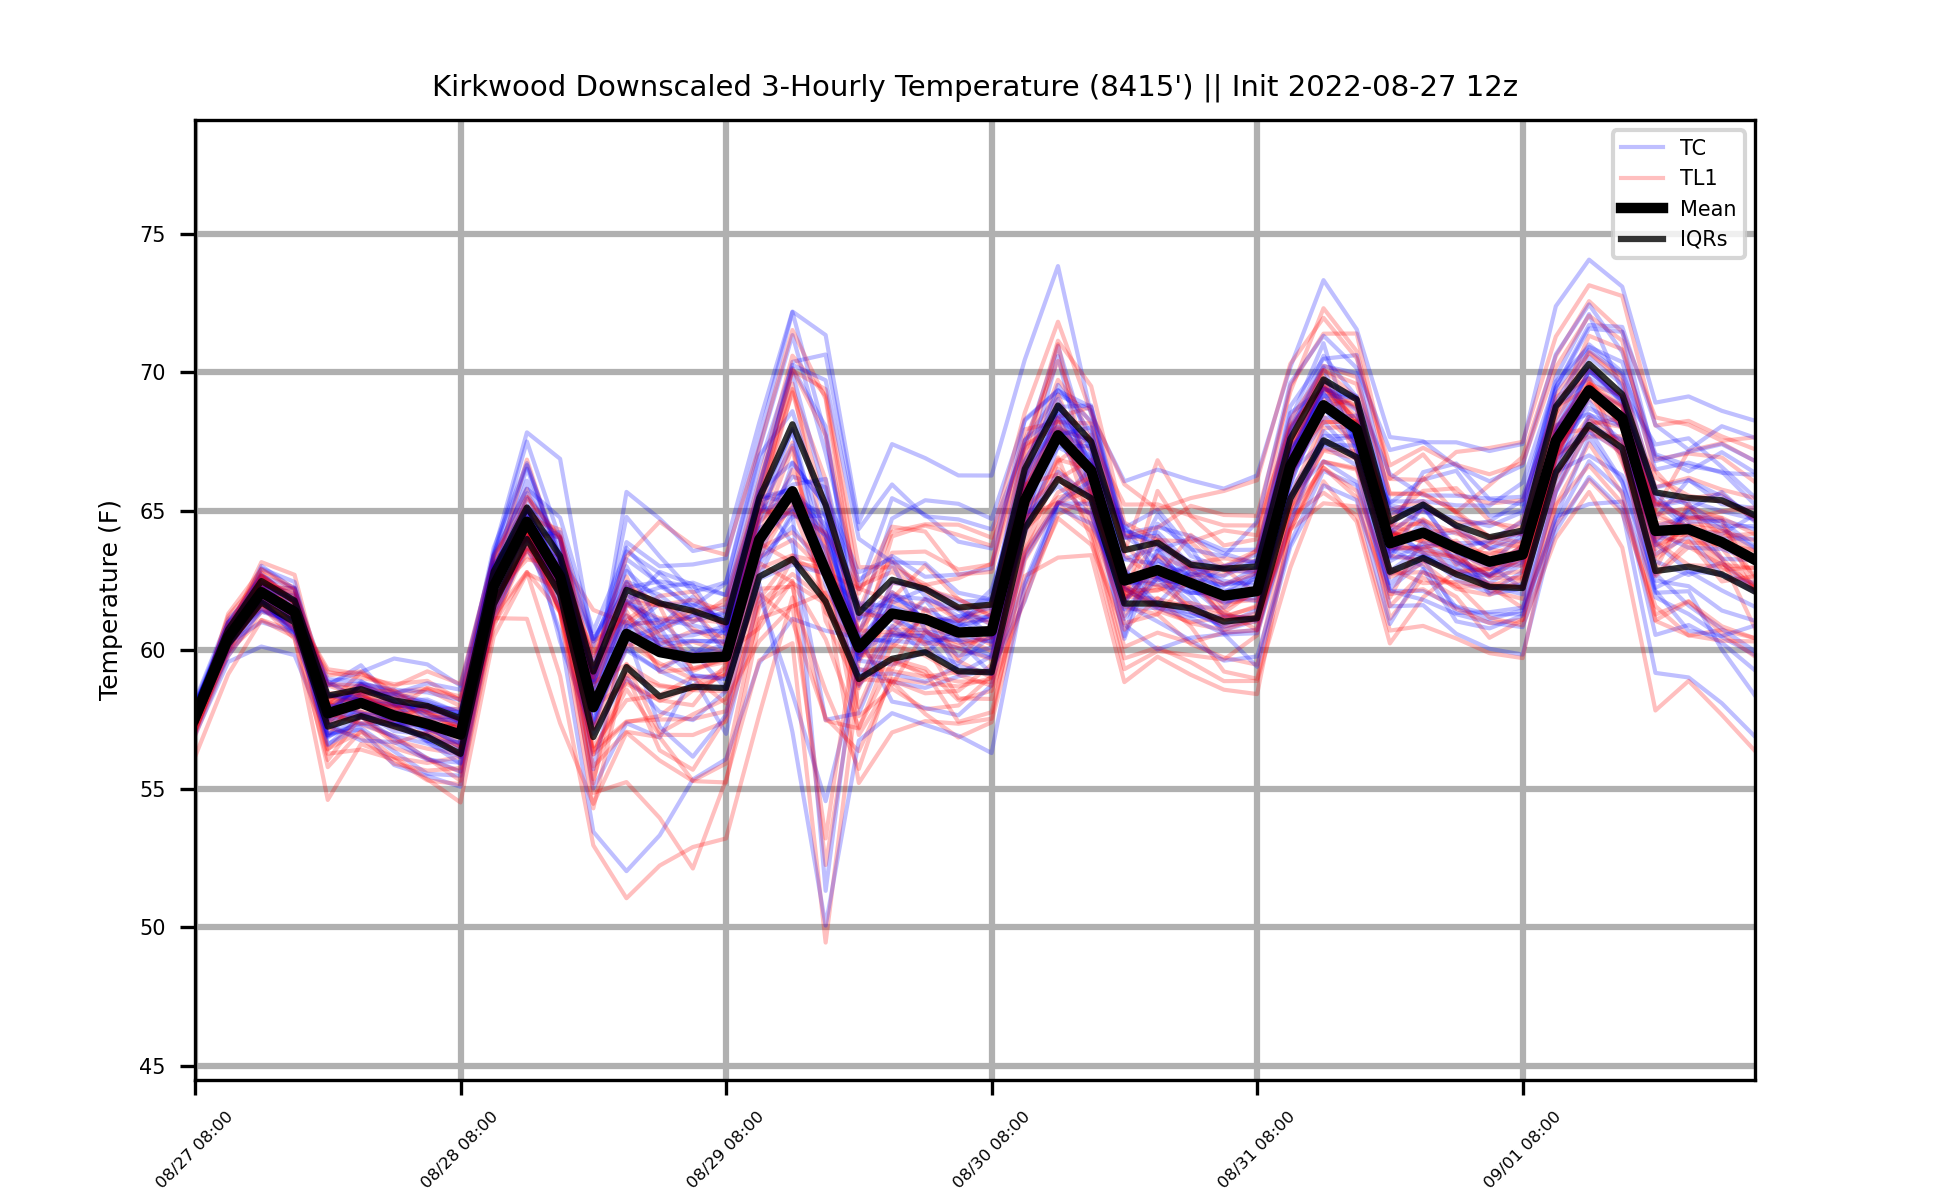 Kirkwood Downscaled 3-Hourly Temperature (8415') || Init 2022-08-27 12z
TC
TL1
Mean
IQRs
Temperature (F)
75
70
65
60
55
50
45
08/27 08:00
08/28 08:00
08/29 08:00
08/30 08:00
08/31 08:00
09/01 08:00